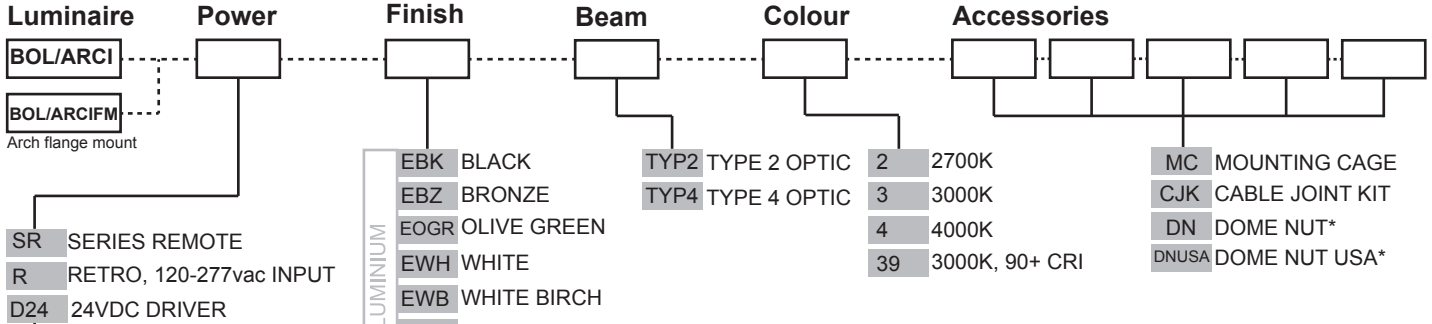 Luminaire Power Finish Beam Colour Accessories
BOL/ARCI
BOL/ARCIFM
Arch flange mount
SR SERIES REMOTE
R RETRO, 120-277vac INPUT
D24 24VDC DRIVER
EBK BLACK
EBZ BRONZE
EOGR OLIVE GREEN
EWH WHITE
EWB WHITE BIRCH
TYP2 TYPE 2 OPTIC
TYP4 TYPE 4 OPTIC
2 2700K
3 3000K
4 4000K
39 3000K, 90+ CRI
MC MOUNTING CAGE
CJK CABLE JOINT KIT
DN DOME NUT*
DNUSA DOME NUT USA*